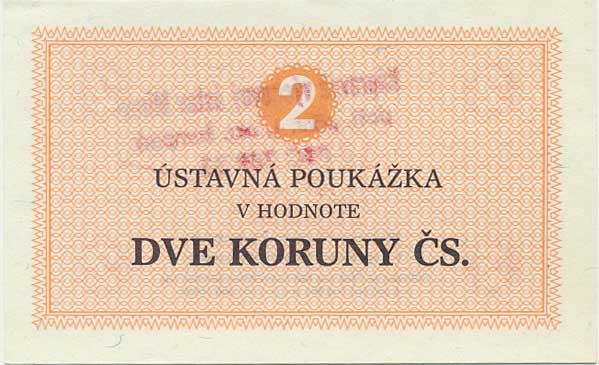 2
ÚSTAVNÁ POUKÁŽKA
V HODNOTE
DVE KORUNY ČS.